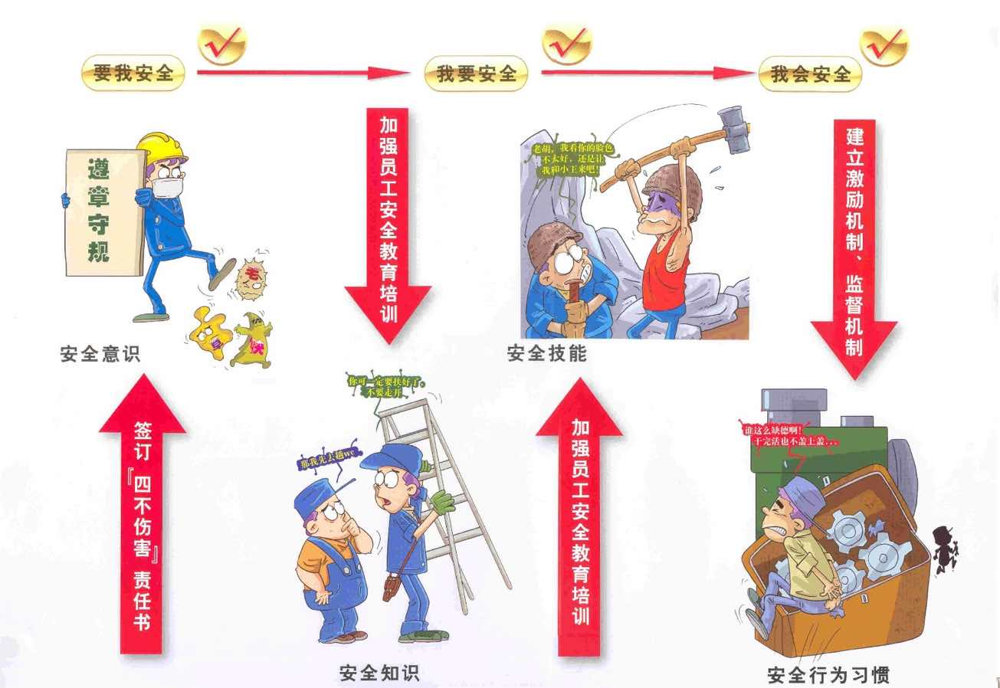 要我安全
我要安全
我会安全
遵章守规
毛
草
快
安全意识
加强员工安全教育培训
老胡，我看你的脸色
不太好，还是让
我和小王来吧！
安全技能
建立激励机制、监督机制
签订『四不伤害』责任书
你可一定要扶好了，
不要走开
那我先去趟wc
安全知识
加强员工安全教育培训
谁这么缺德啊！
干完活也不盖上盖...
安全行为习惯